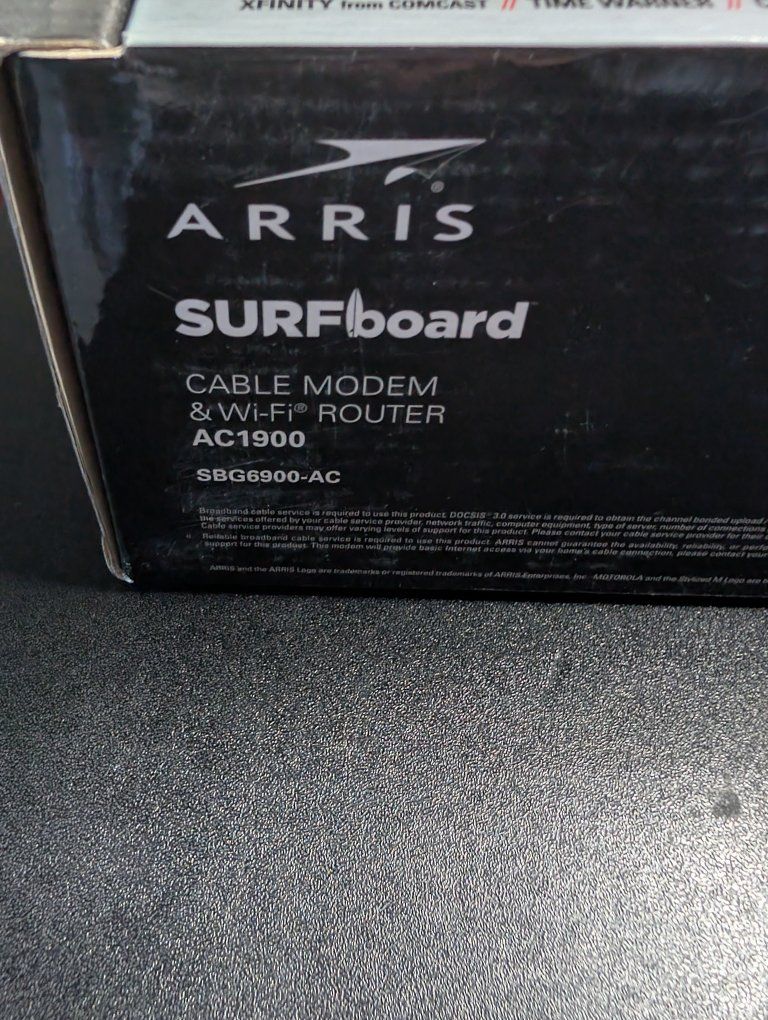 XFINITY from COMCAST // TIME WARNER //
ARRIS®
SURFboard
CABLE MODEM
& Wi-Fi® ROUTER
AC1900
SBG6900-AC
Broadband cable service is required to use this product. DOCSIS 3.0 service is required to obtain the channel bonded upload
the services offered by your cable service provider, network traffic, computer equipment, type of server, number of connections
Cable service providers may offer varying levels of support for this product. Please contact your cable service provider for their
Reliable broadband cable service is required to use this product. ARRIS cannot guarantee the availability, reliability, or
support for this product. This modem will provide basic Internet access via your home's cable connection, please contact your
ARRIS and the ARRIS Logo are trademarks or registered trademarks of ARRIS Enterprises, Inc. MOTOROLA and the Stylized M Logo are